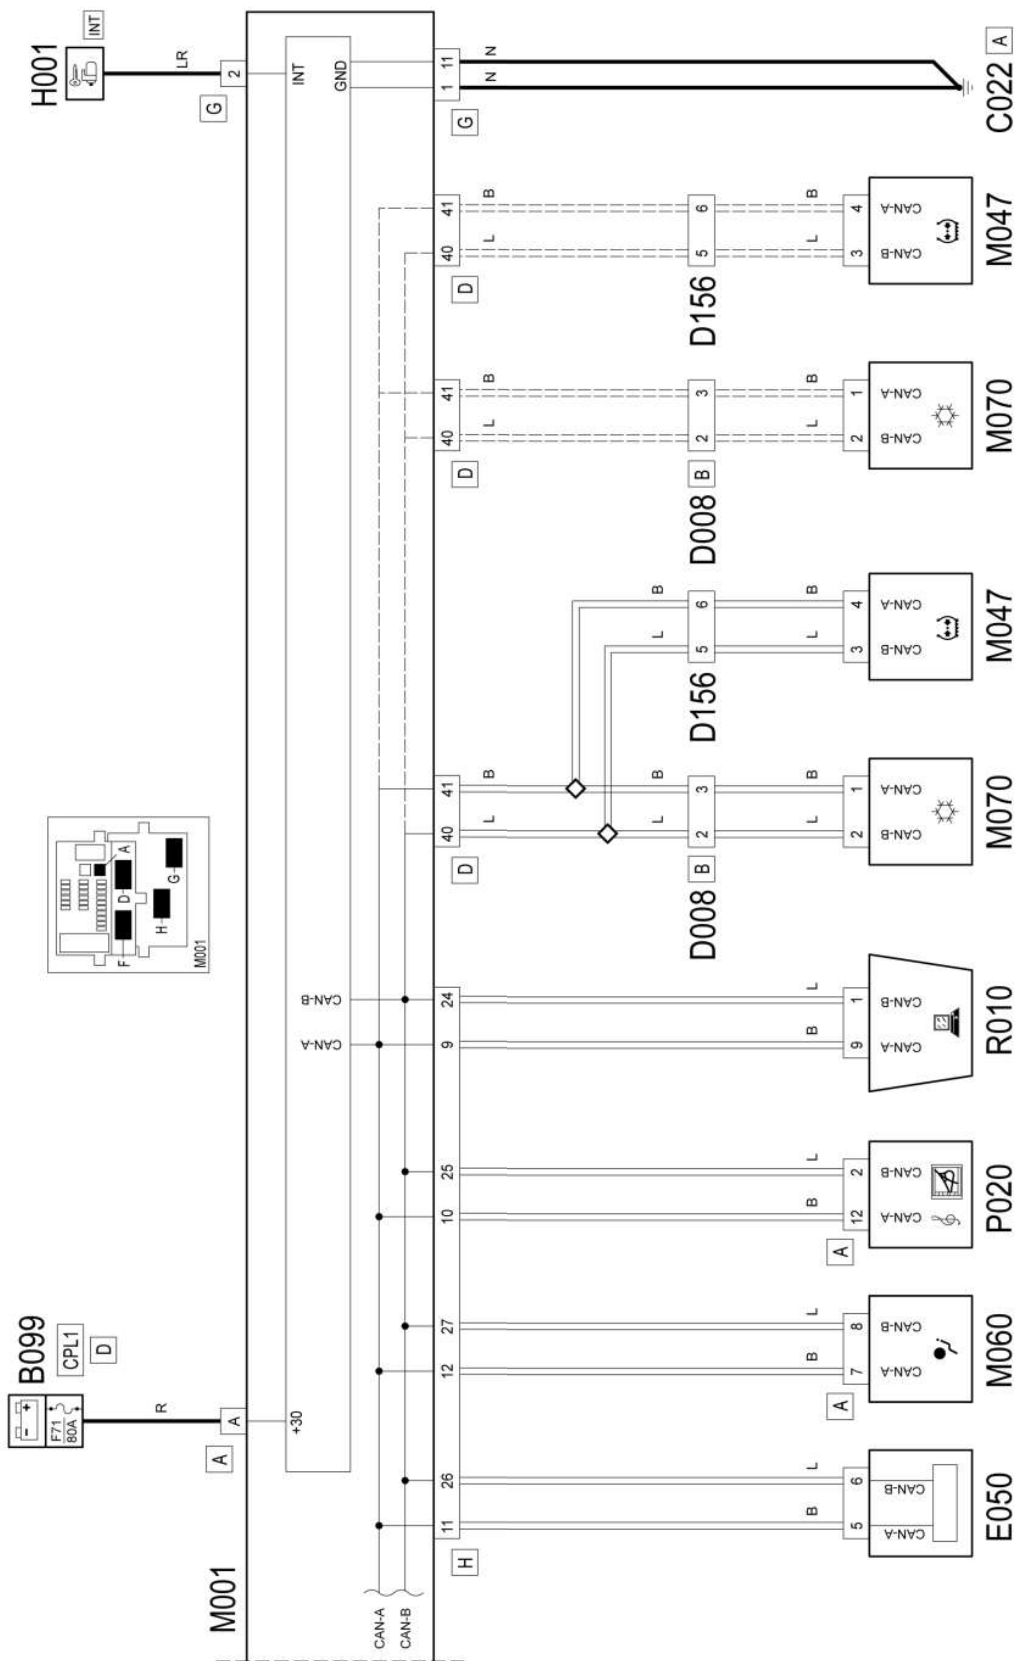 B099
H001
- +
F71
80A
CPL1
INT
D
R
LR
F
D
A
H
G
M001
M001
A
A
G
2
+30
INT
CAN-A
CAN-B
CAN-A
CAN-B
GND
H
11
26
12
27
10
25
9
24
D
40
41
D
40
41
D
40
41
G
1
11
L
B
L
B
L
B
N
N
L
B
L
B
D008
B
2
3
D156
5
6
D008
B
2
3
D156
5
6
B
L
B
L
B
L
B
L
L
B
L
B
L
B
L
B
A
A
5
6
7
8
12
2
9
1
2
1
3
4
2
1
3
4
CAN-A
CAN-B
CAN-A
CAN-B
CAN-A
CAN-B
CAN-A
CAN-B
CAN-B
CAN-A
CAN-B
CAN-A
CAN-B
CAN-A
CAN-B
CAN-A
E050
M060
P020
R010
M070
M047
M070
M047
C022
A